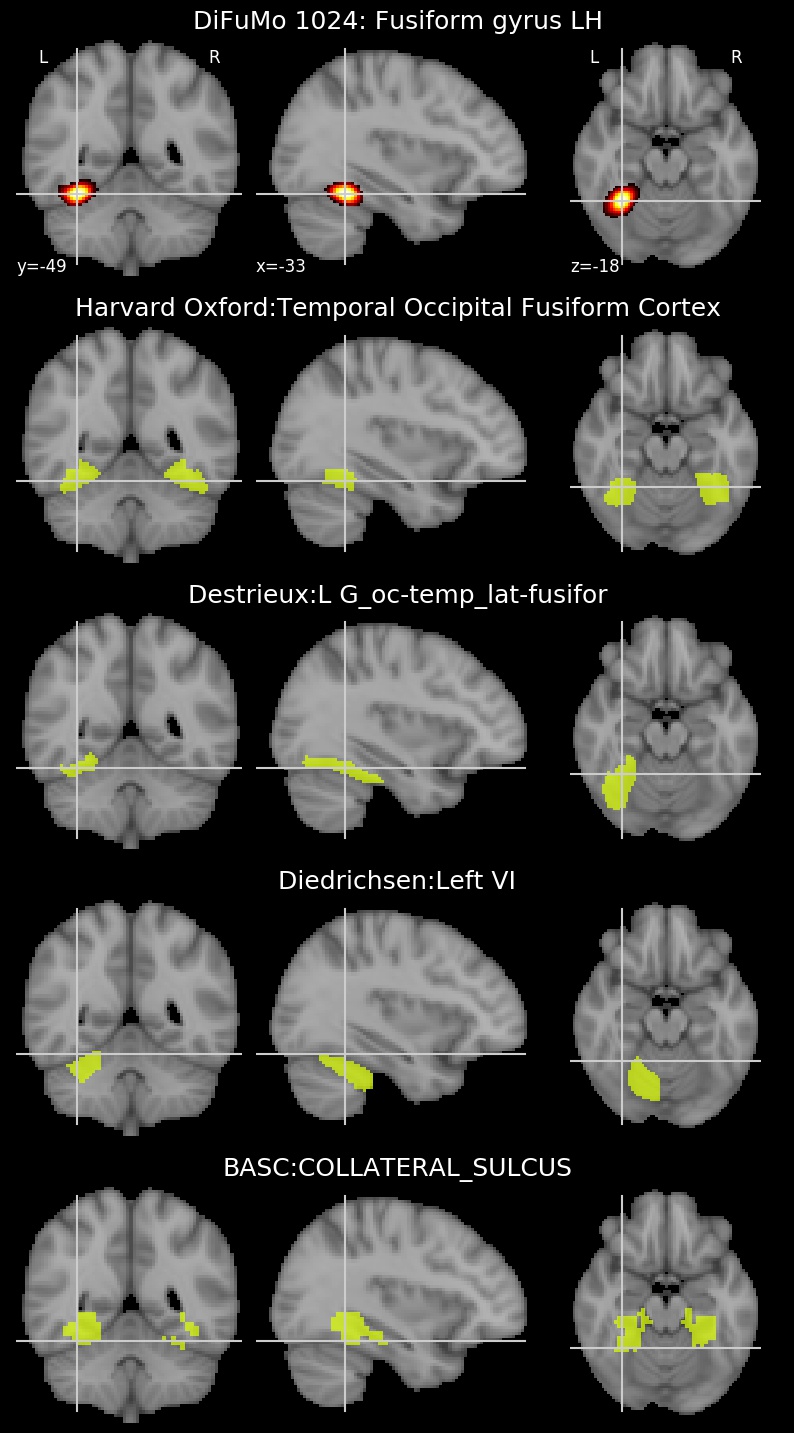 DiFuMo 1024: Fusiform gyrus LH
L R L R
y=-49 x=-33 z=-18
Harvard Oxford:Temporal Occipital Fusiform Cortex
Destrieux:L G_oc-temp_lat-fusifor
Diedrichsen:Left VI
BASC:COLLATERAL_SULCUS